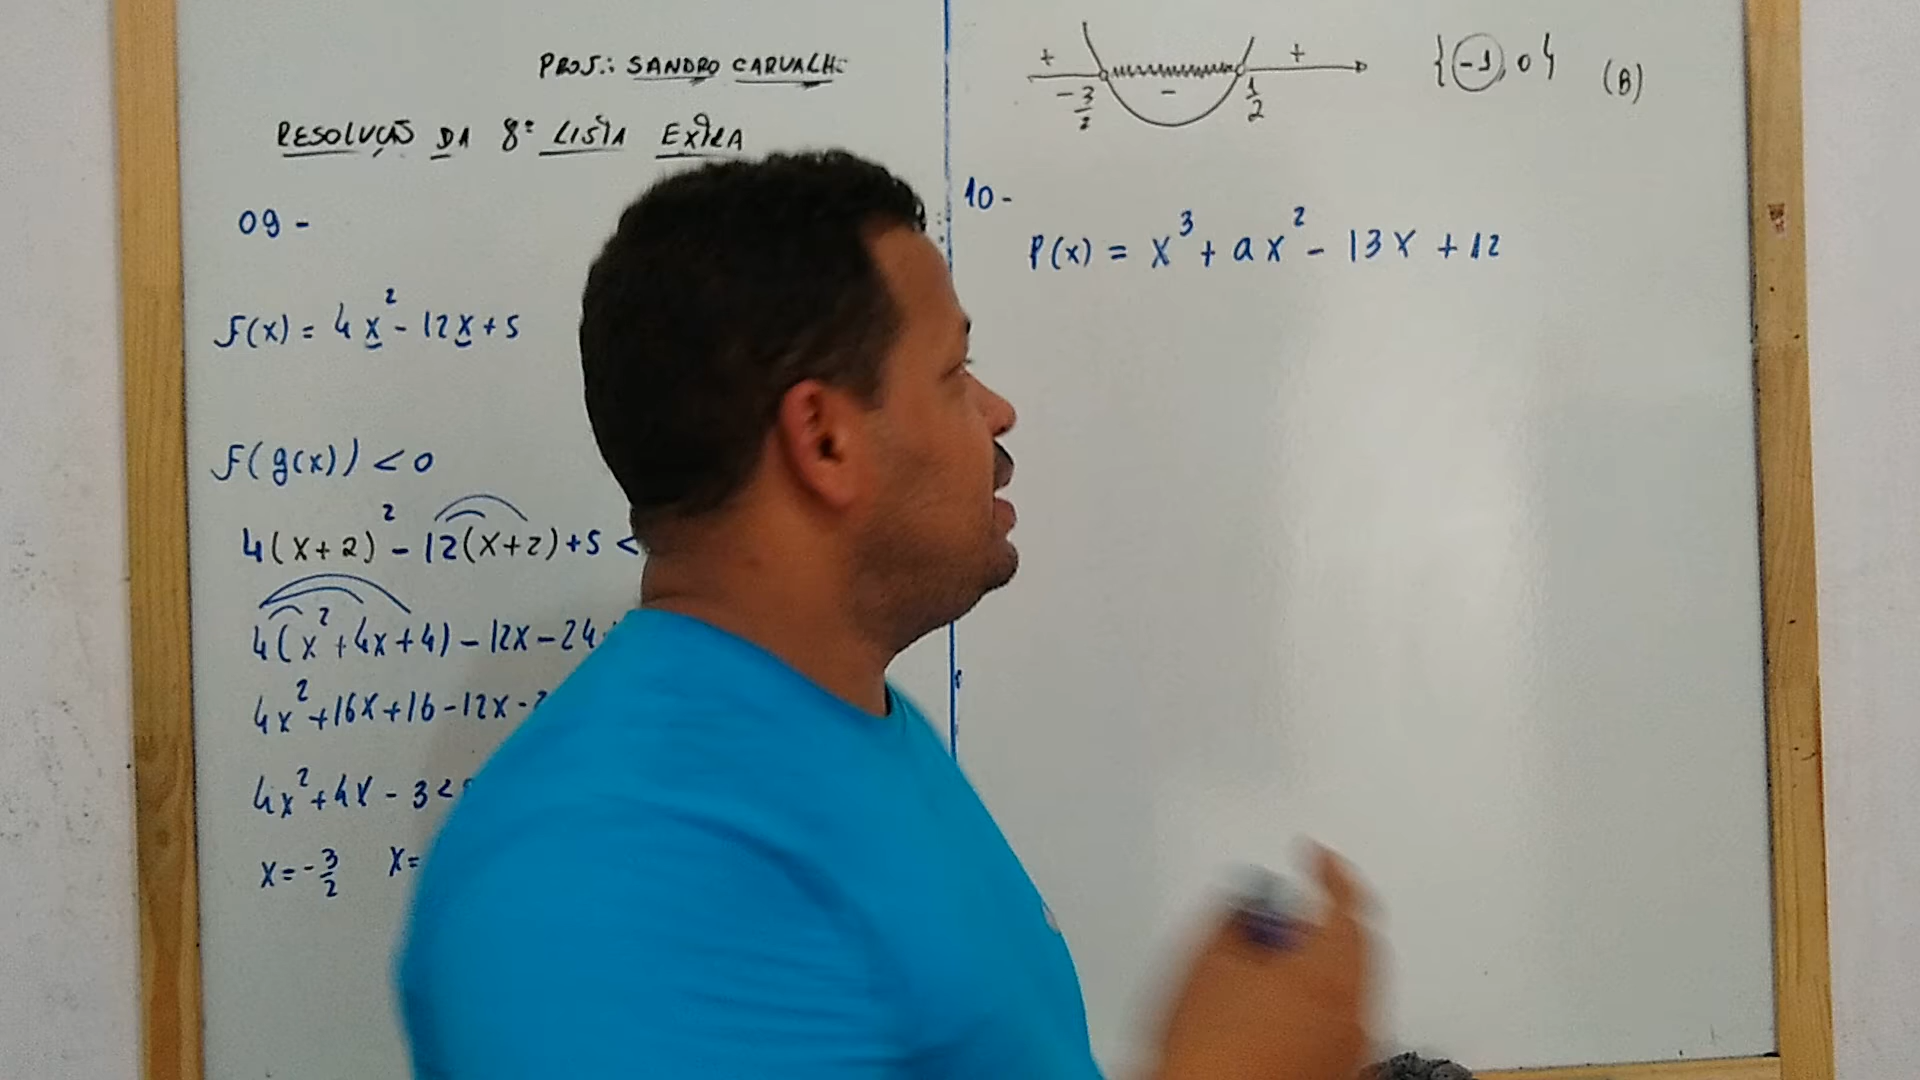 PROF.: SANDRO CARVALH
RESOLUÇÃO DA 8ª LISTA EXTRA
09 -
f(x) = 4x² - 12x + 5
f(g(x)) < 0
4(x+2)² - 12(x+2) + 5 <
4(x² + 4x + 4) - 12x - 24
4x² + 16x + 16 - 12x - 2
4x² + 4x - 3 <
x = -3/2 x =
+ - +
-3/2 1/2
{-1, 0} (B)
10 -
P(x) = x³ + ax² - 13x + 12